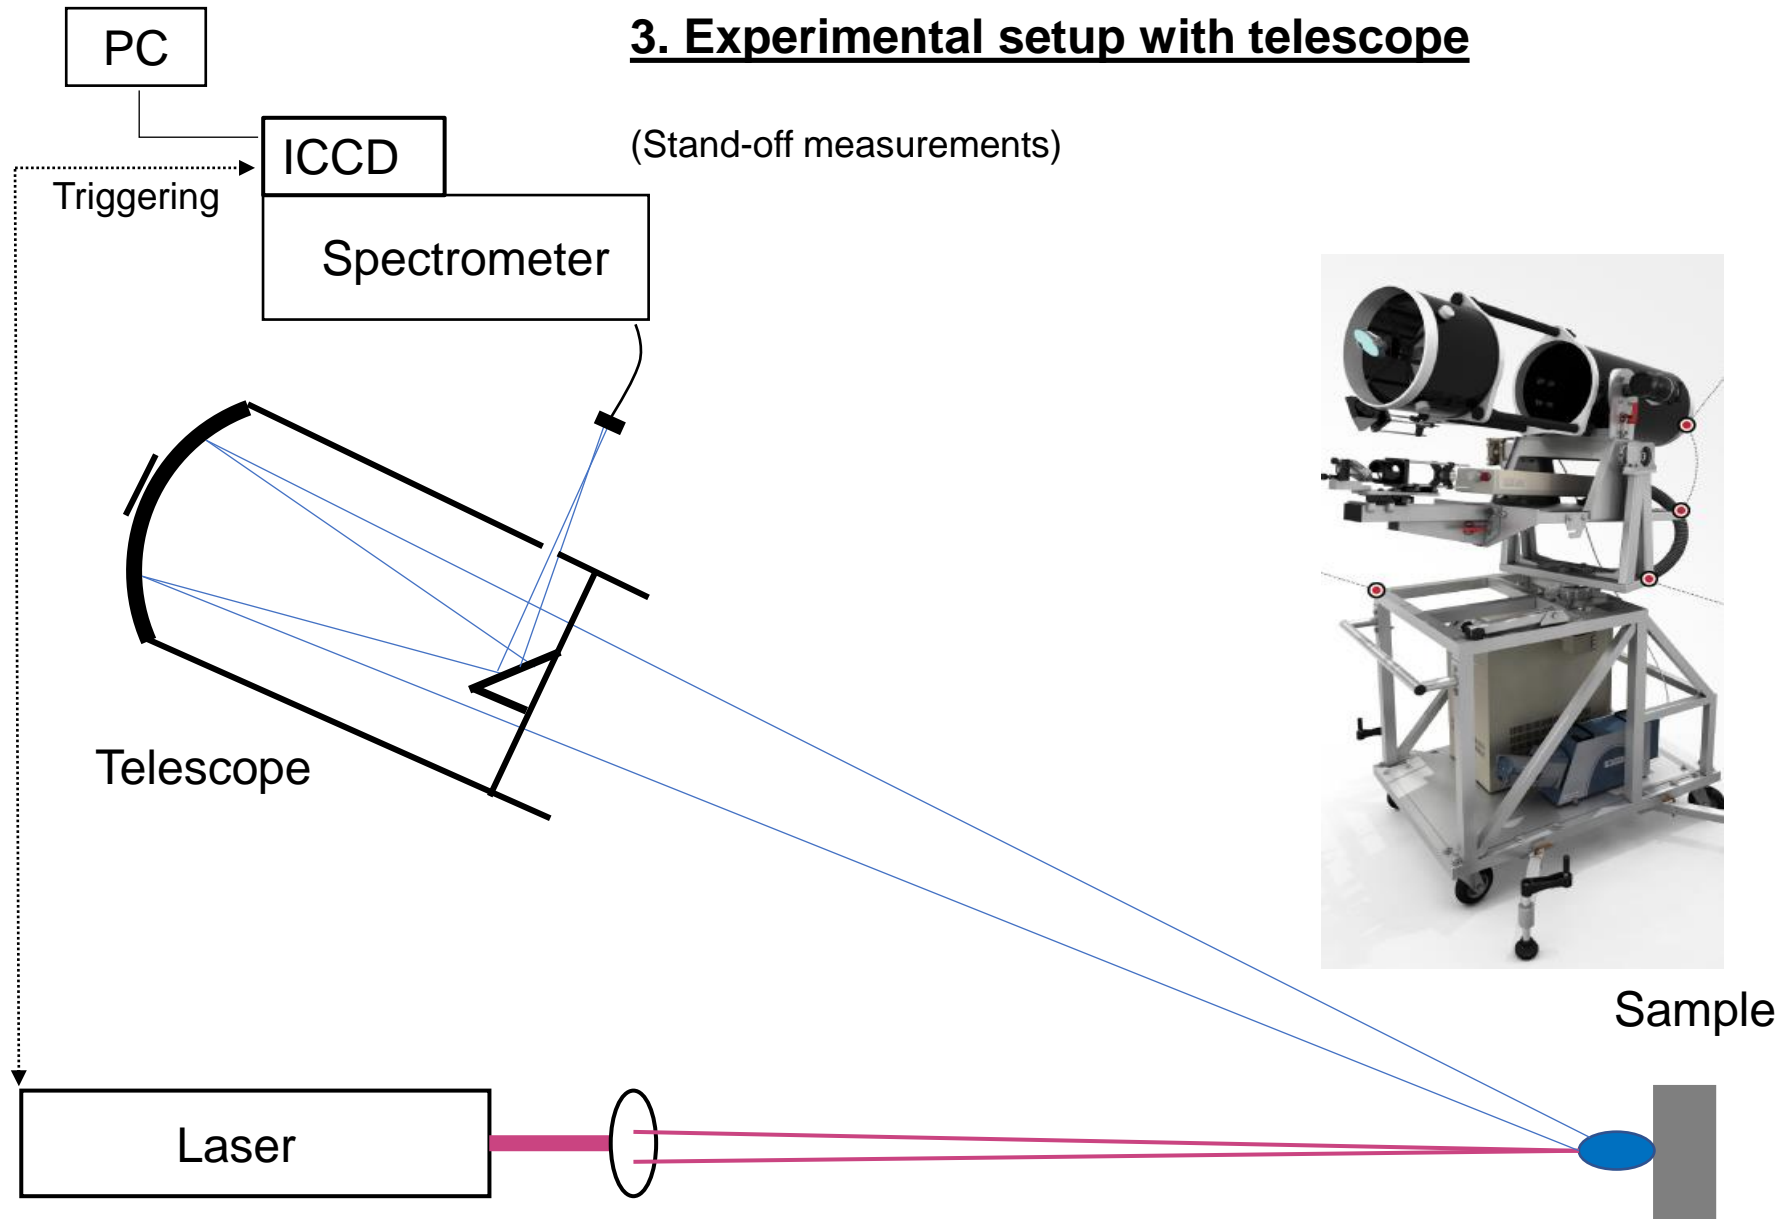 PC
3. Experimental setup with telescope
ICCD
(Stand-off measurements)
Triggering
Spectrometer
Telescope
Sample
Laser